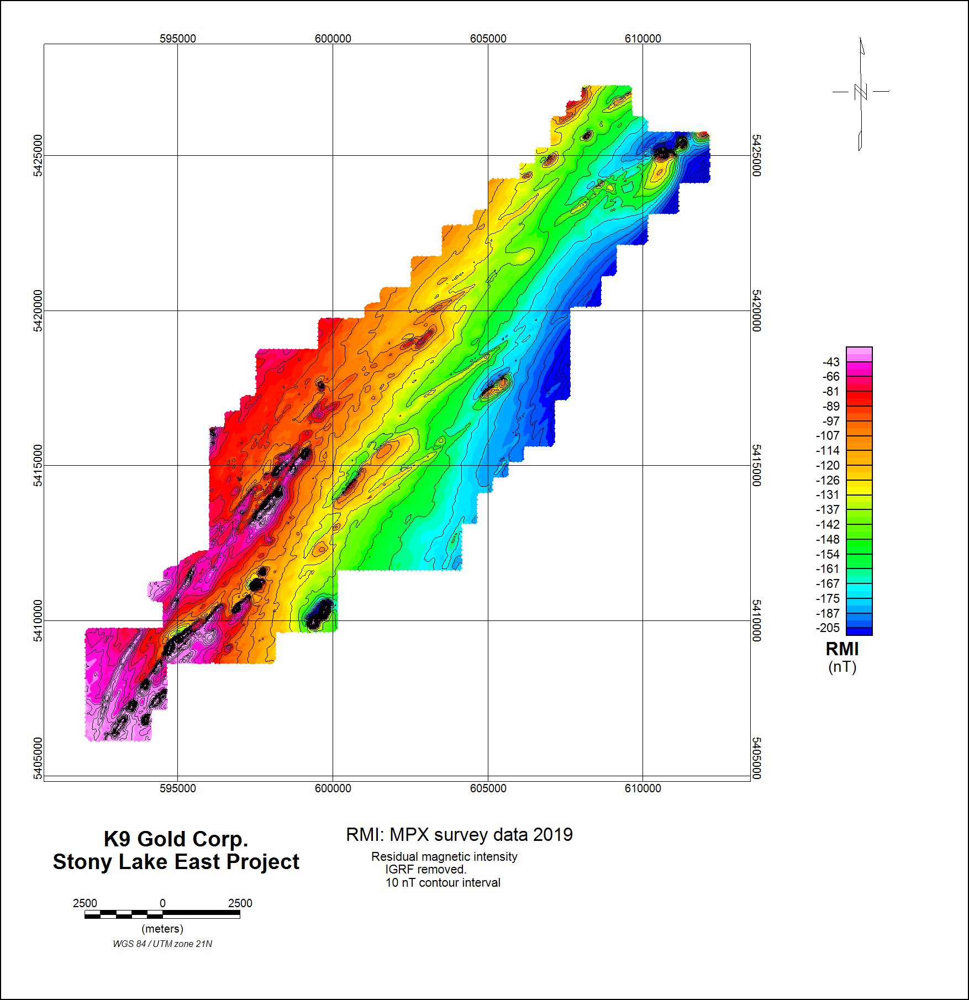 595000 600000 605000 610000
5425000 5425000
5420000 5420000
5415000 5415000
5410000 5410000
5405000 5405000
595000 600000 605000 610000
N
-43
-66
-81
-89
-97
-107
-114
-120
-126
-131
-137
-142
-148
-154
-161
-167
-175
-187
-205
RMI
(nT)
K9 Gold Corp.
Stony Lake East Project
RMI: MPX survey data 2019
Residual magnetic intensity
IGRF removed.
10 nT contour interval
2500 0 2500
(meters)
WGS 84 / UTM zone 21N